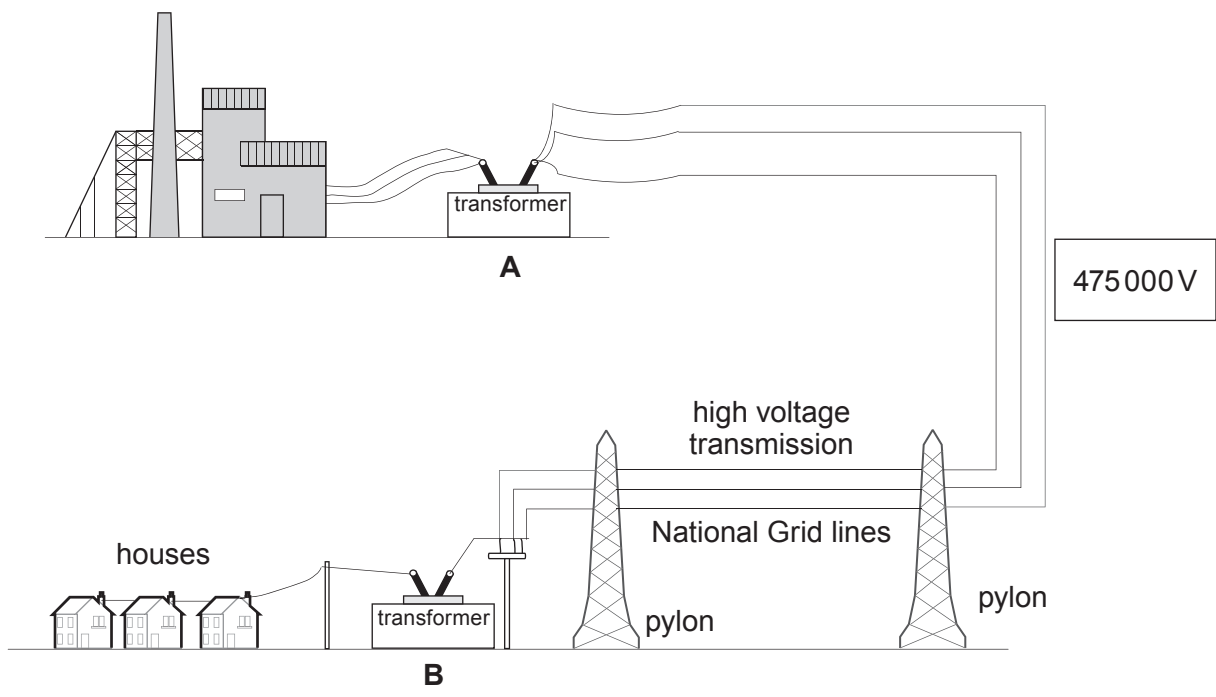 transformer
A
475 000 V
high voltage
transmission
National Grid lines
houses
transformer
B
pylon
pylon